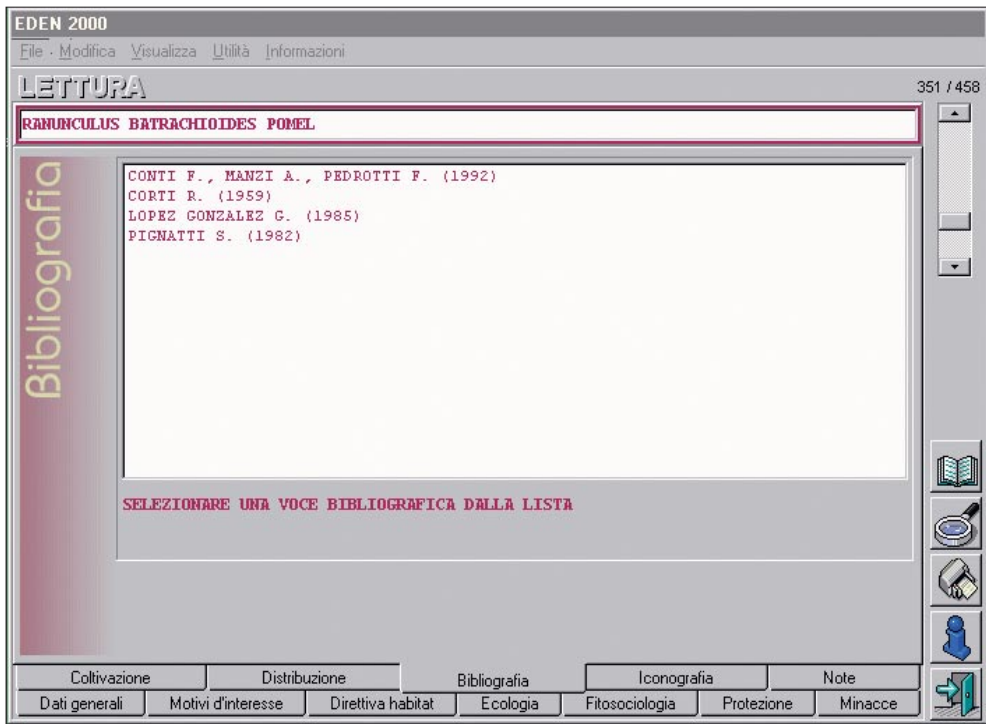 EDEN 2000
File Modifica Visualizza Utilità Informazioni
LETTURA
351 / 458
RANUNCULUS BATRACHIOIDES POMEL
Bibliografia
CONTI F., MANZI A., PEDROTTI F. (1992)
CORTI R. (1959)
LOPEZ GONZALEZ G. (1985)
PIGNATTI S. (1982)
SELEZIONARE UNA VOCE BIBLIOGRAFICA DALLA LISTA
Coltivazione Distribuzione Bibliografia Iconografia Note
Dati generali Motivi d'interesse Direttiva habitat Ecologia Fitosociologia Protezione Minacce